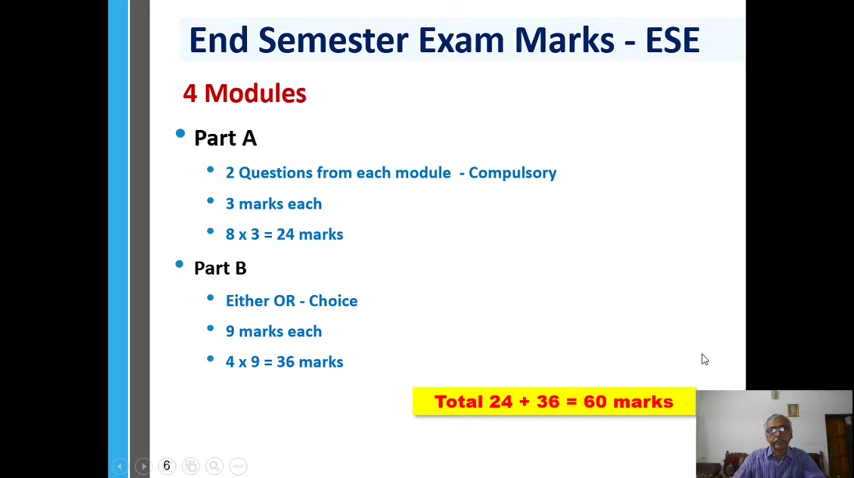 End Semester Exam Marks - ESE
4 Modules
Part A
2 Questions from each module - Compulsory
3 marks each
8 x 3 = 24 marks
Part B
Either OR - Choice
9 marks each
4 x 9 = 36 marks
Total 24 + 36 = 60 marks
6